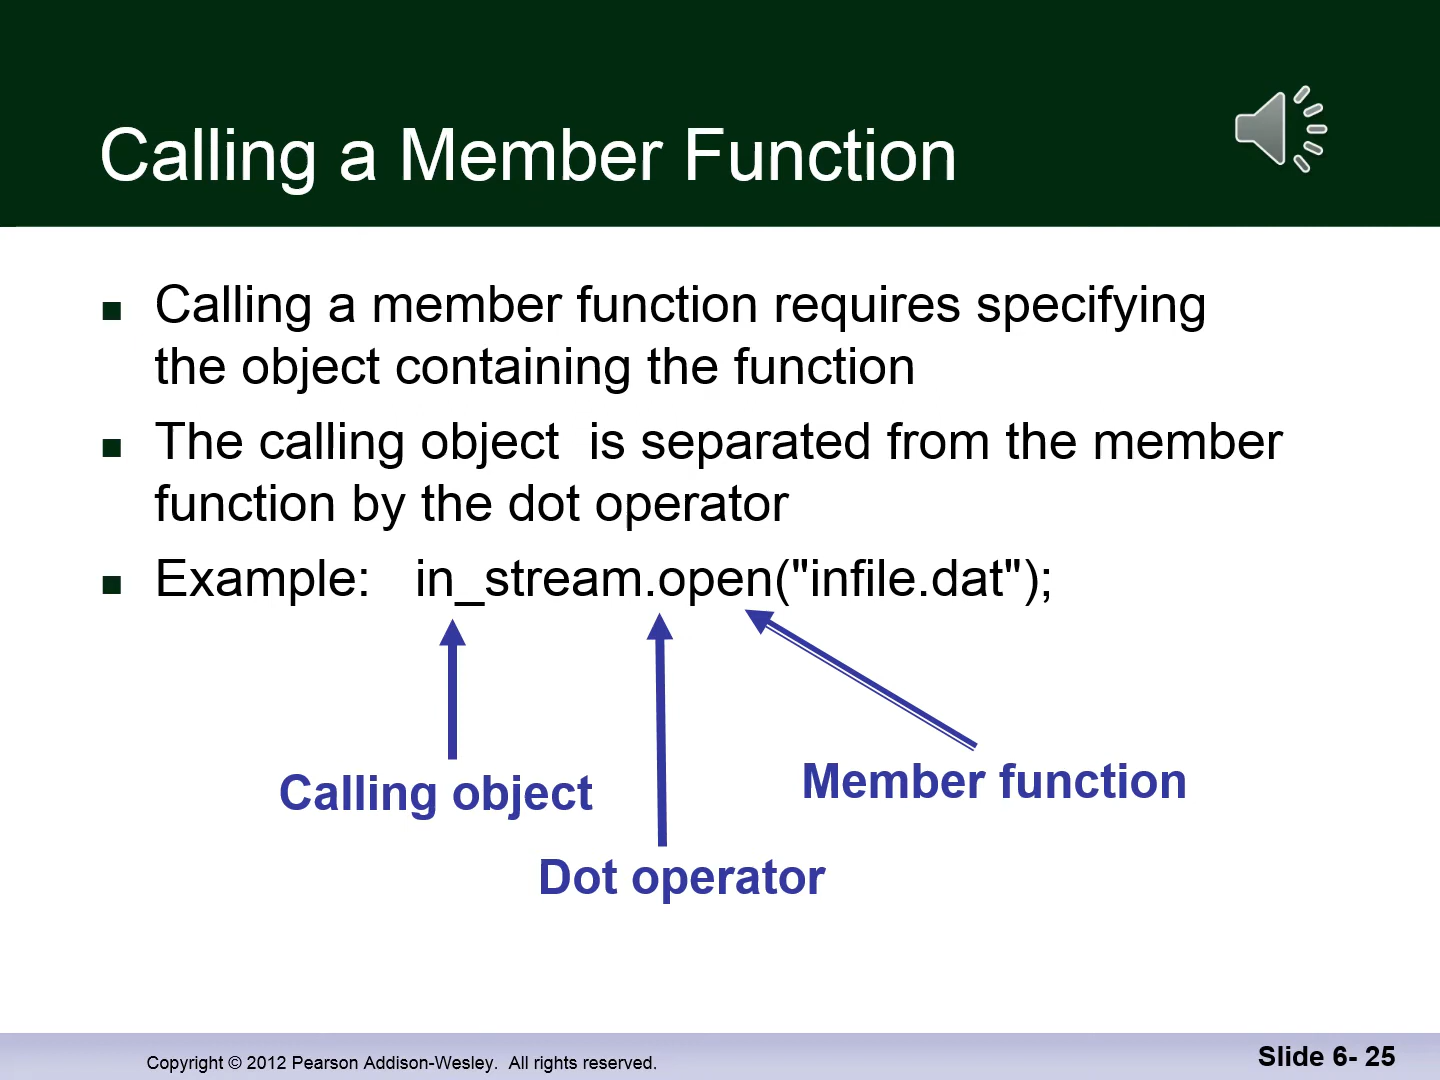 Calling a Member Function
Calling a member function requires specifying
the object containing the function
The calling object  is separated from the member
function by the dot operator
Example:   in_stream.open("infile.dat");
Calling object
Member function
Dot operator
Copyright © 2012 Pearson Addison-Wesley.  All rights reserved.
Slide 6- 25